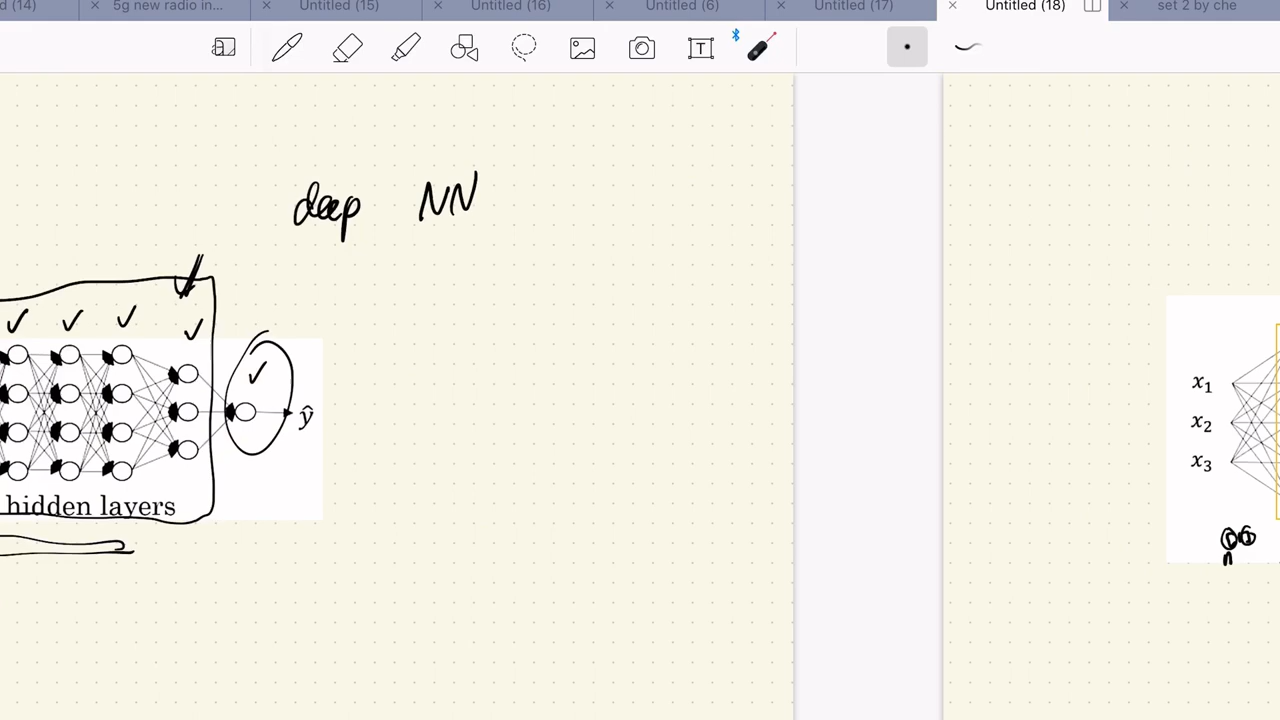 d (14)
5g new radio in...
Untitled (15)
Untitled (16)
Untitled (6)
Untitled (17)
Untitled (18)
set 2 by che
T
deep NN
ŷ
hidden layers
x₁
x₂
x₃